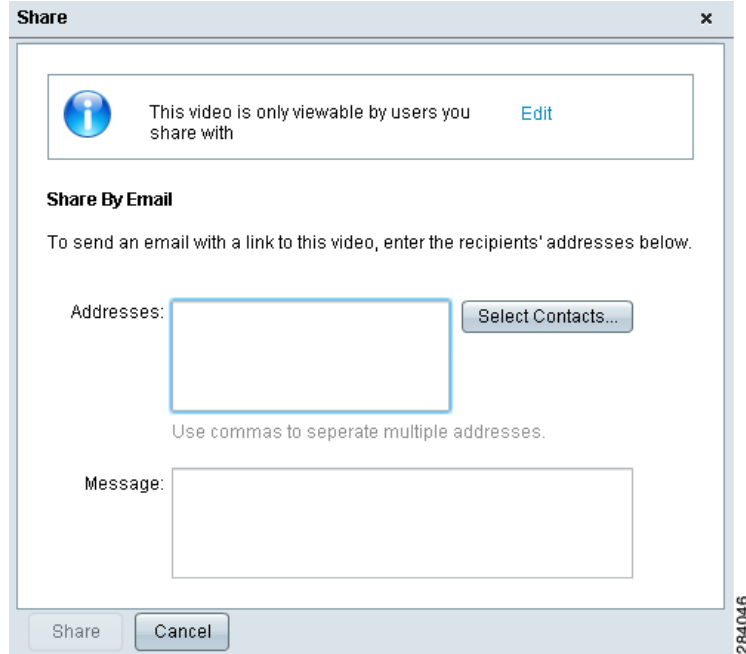 Share
x
This video is only viewable by users you
share with
Edit
Share By Email
To send an email with a link to this video, enter the recipients' addresses below.
Addresses:
Select Contacts...
Use commas to seperate multiple addresses.
Message:
Share
Cancel
284046